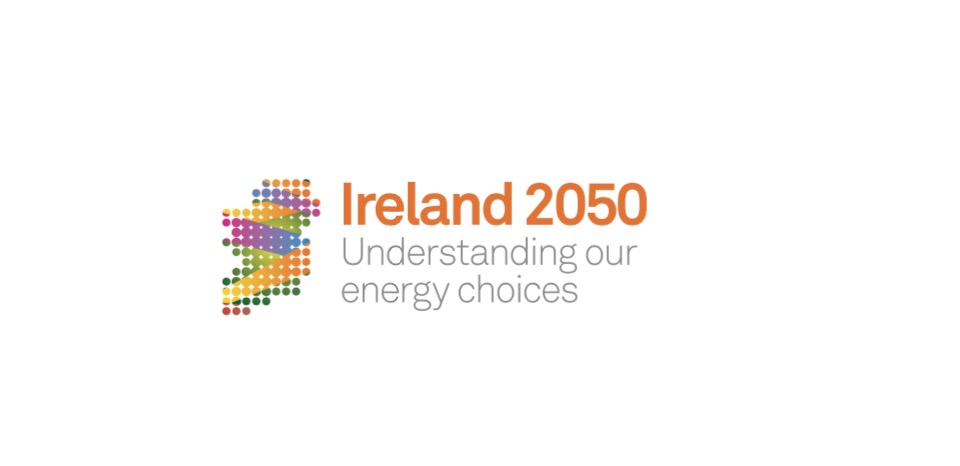 Ireland 2050
Understanding our
energy choices